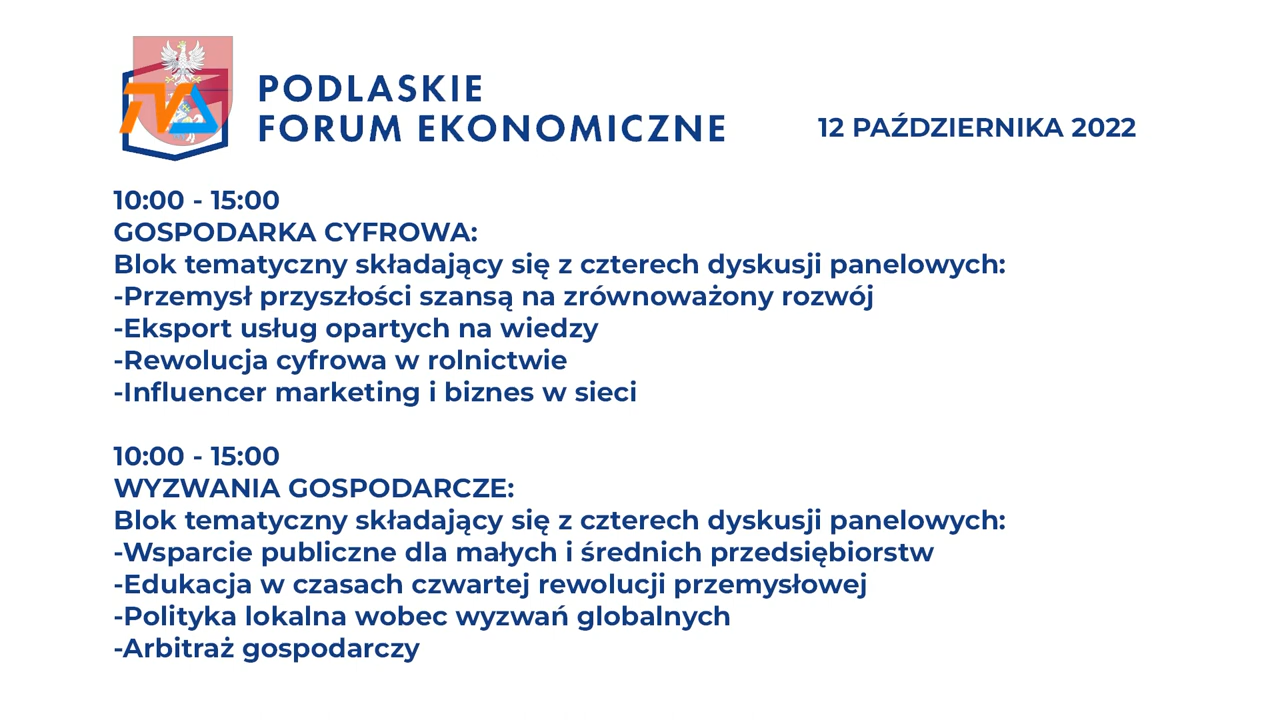 PODLASKIE
FORUM EKONOMICZNE
12 PAŹDZIERNIKA 2022
10:00 - 15:00
GOSPODARKA CYFROWA:
Blok tematyczny składający się z czterech dyskusji panelowych:
-Przemysł przyszłości szansą na zrównoważony rozwój
-Eksport usług opartych na wiedzy
-Rewolucja cyfrowa w rolnictwie
-Influencer marketing i biznes w sieci
10:00 - 15:00
WYZWANIA GOSPODARCZE:
Blok tematyczny składający się z czterech dyskusji panelowych:
-Wsparcie publiczne dla małych i średnich przedsiębiorstw
-Edukacja w czasach czwartej rewolucji przemysłowej
-Polityka lokalna wobec wyzwań globalnych
-Arbitraż gospodarczy